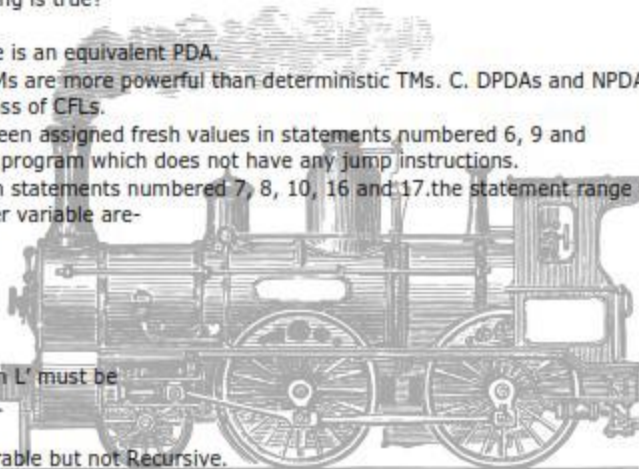 ng is true?
e is an equivalent PDA.
Ms are more powerful than deterministic TMs. C. DPDAs and NPDA
ss of CFLs.
een assigned fresh values in statements numbered 6, 9 and
program which does not have any jump instructions.
n statements numbered 7, 8, 10, 16 and 17.the statement range
er variable are-
n L’ must be
rable but not Recursive.